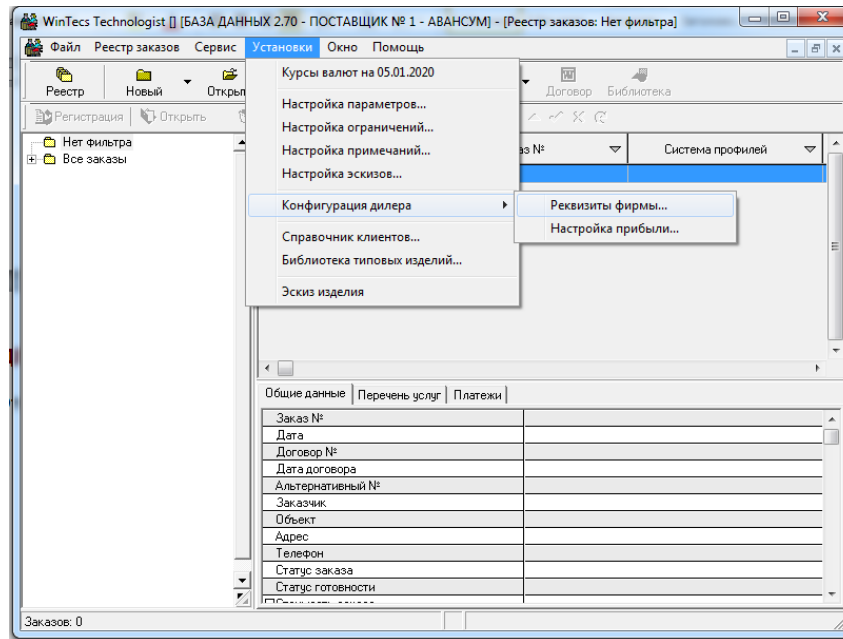 WinTecs Technologist [] [БАЗА ДАННЫХ 2.70 - ПОСТАВЩИК № 1 - АВАНСУМ] - [Реестр заказов: Нет фильтра]
Файл Реестр заказов Сервис Установки Окно Помощь
Реестр Новый Открыт Договор Библиотека
Регистрация Открыть
Нет фильтра
Все заказы
Курсы валют на 05.01.2020
Настройка параметров...
Настройка ограничений...
Настройка примечаний...
Настройка эскизов...
Конфигурация дилера
Справочник клиентов...
Библиотека типовых изделий...
Эскиз изделия
Реквизиты фирмы...
Настройка прибыли...
аз № Система профилей
Общие данные Перечень услуг Платежи
Заказ №
Дата
Договор №
Дата договора
Альтернативный №
Заказчик
Объект
Адрес
Телефон
Статус заказа
Статус готовности
Заказов: 0